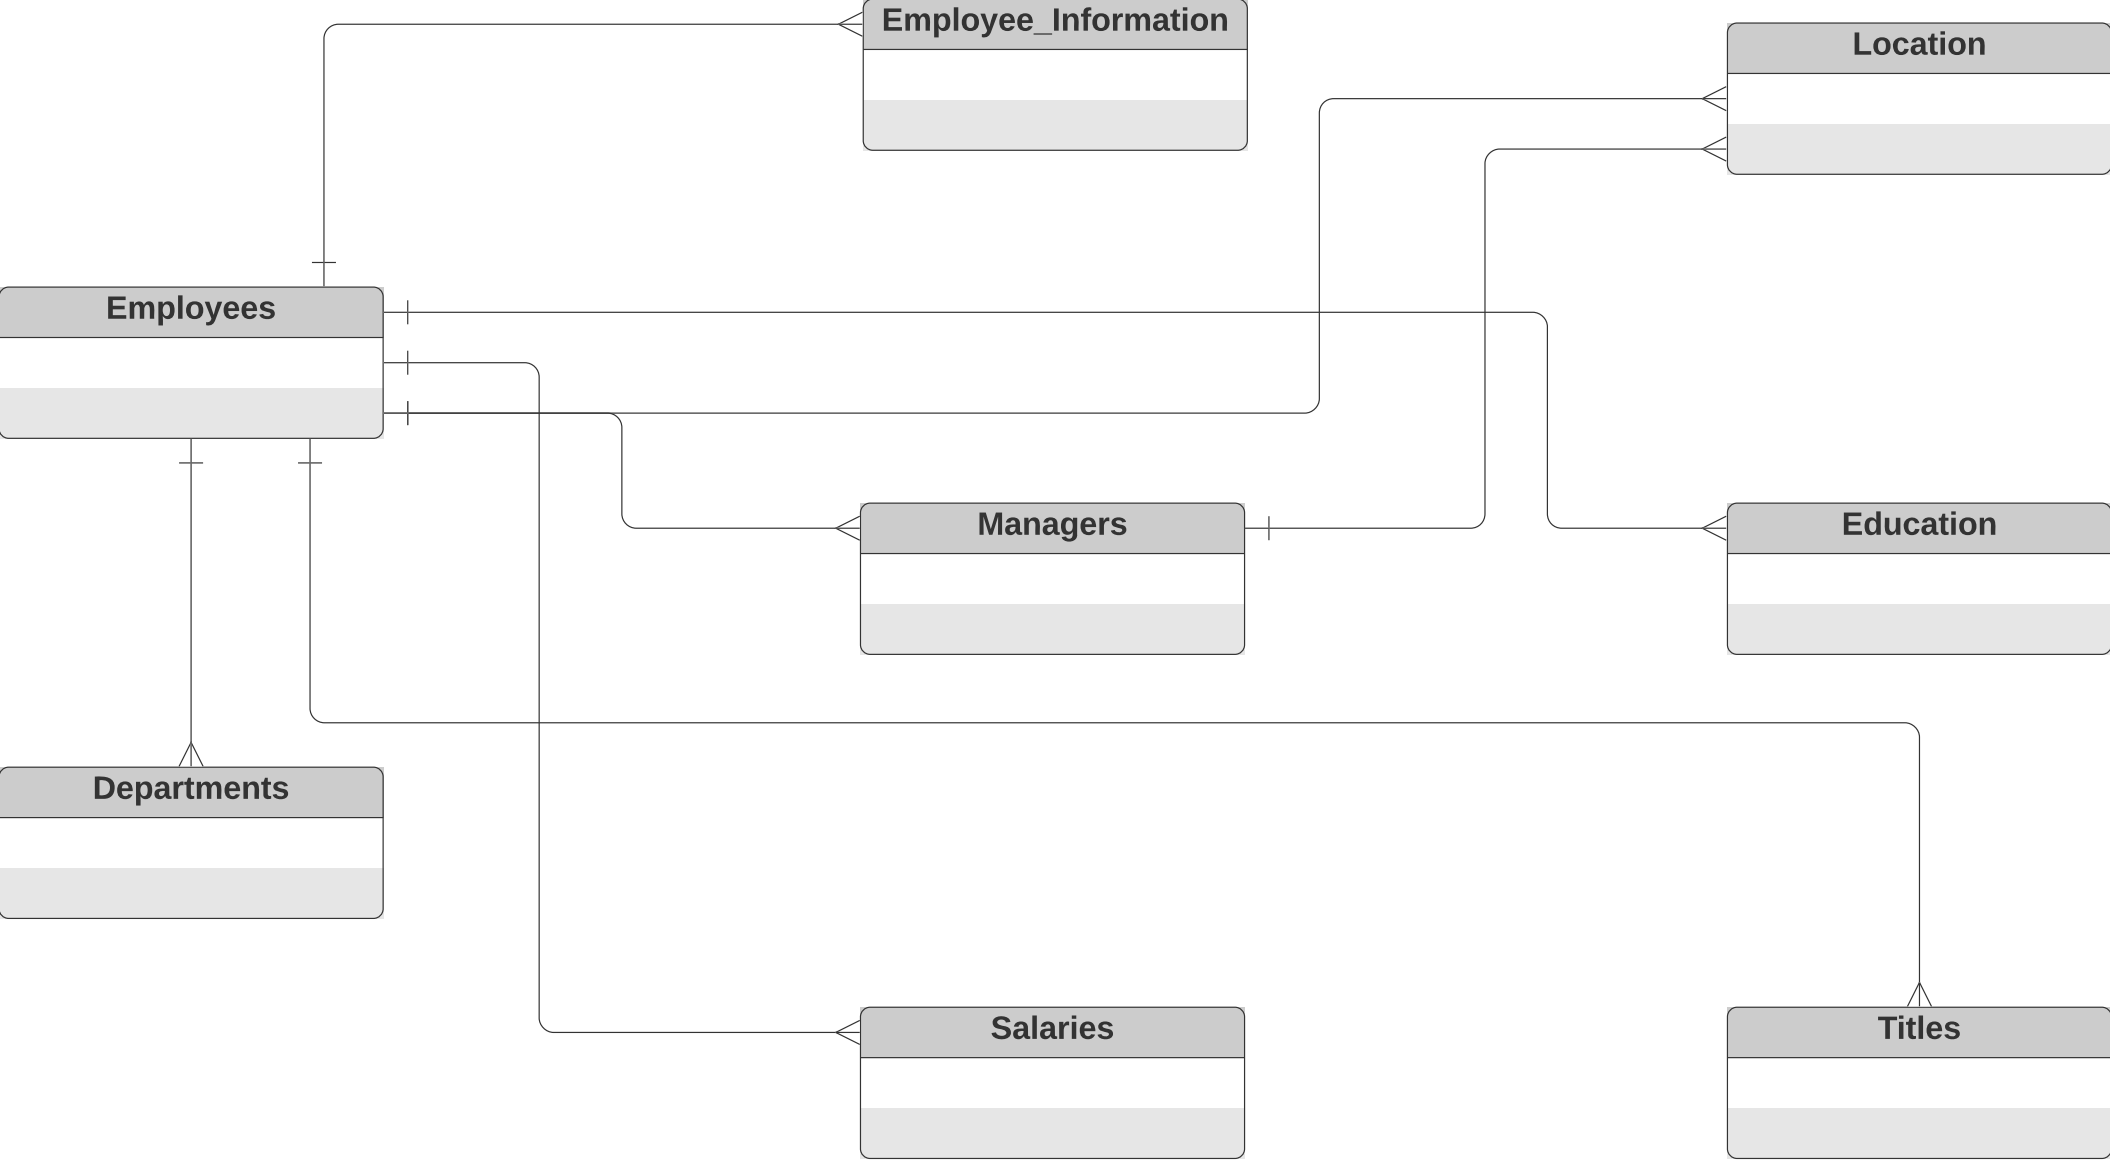 Employee_Information
Location
Employees
Managers
Education
Departments
Salaries
Titles